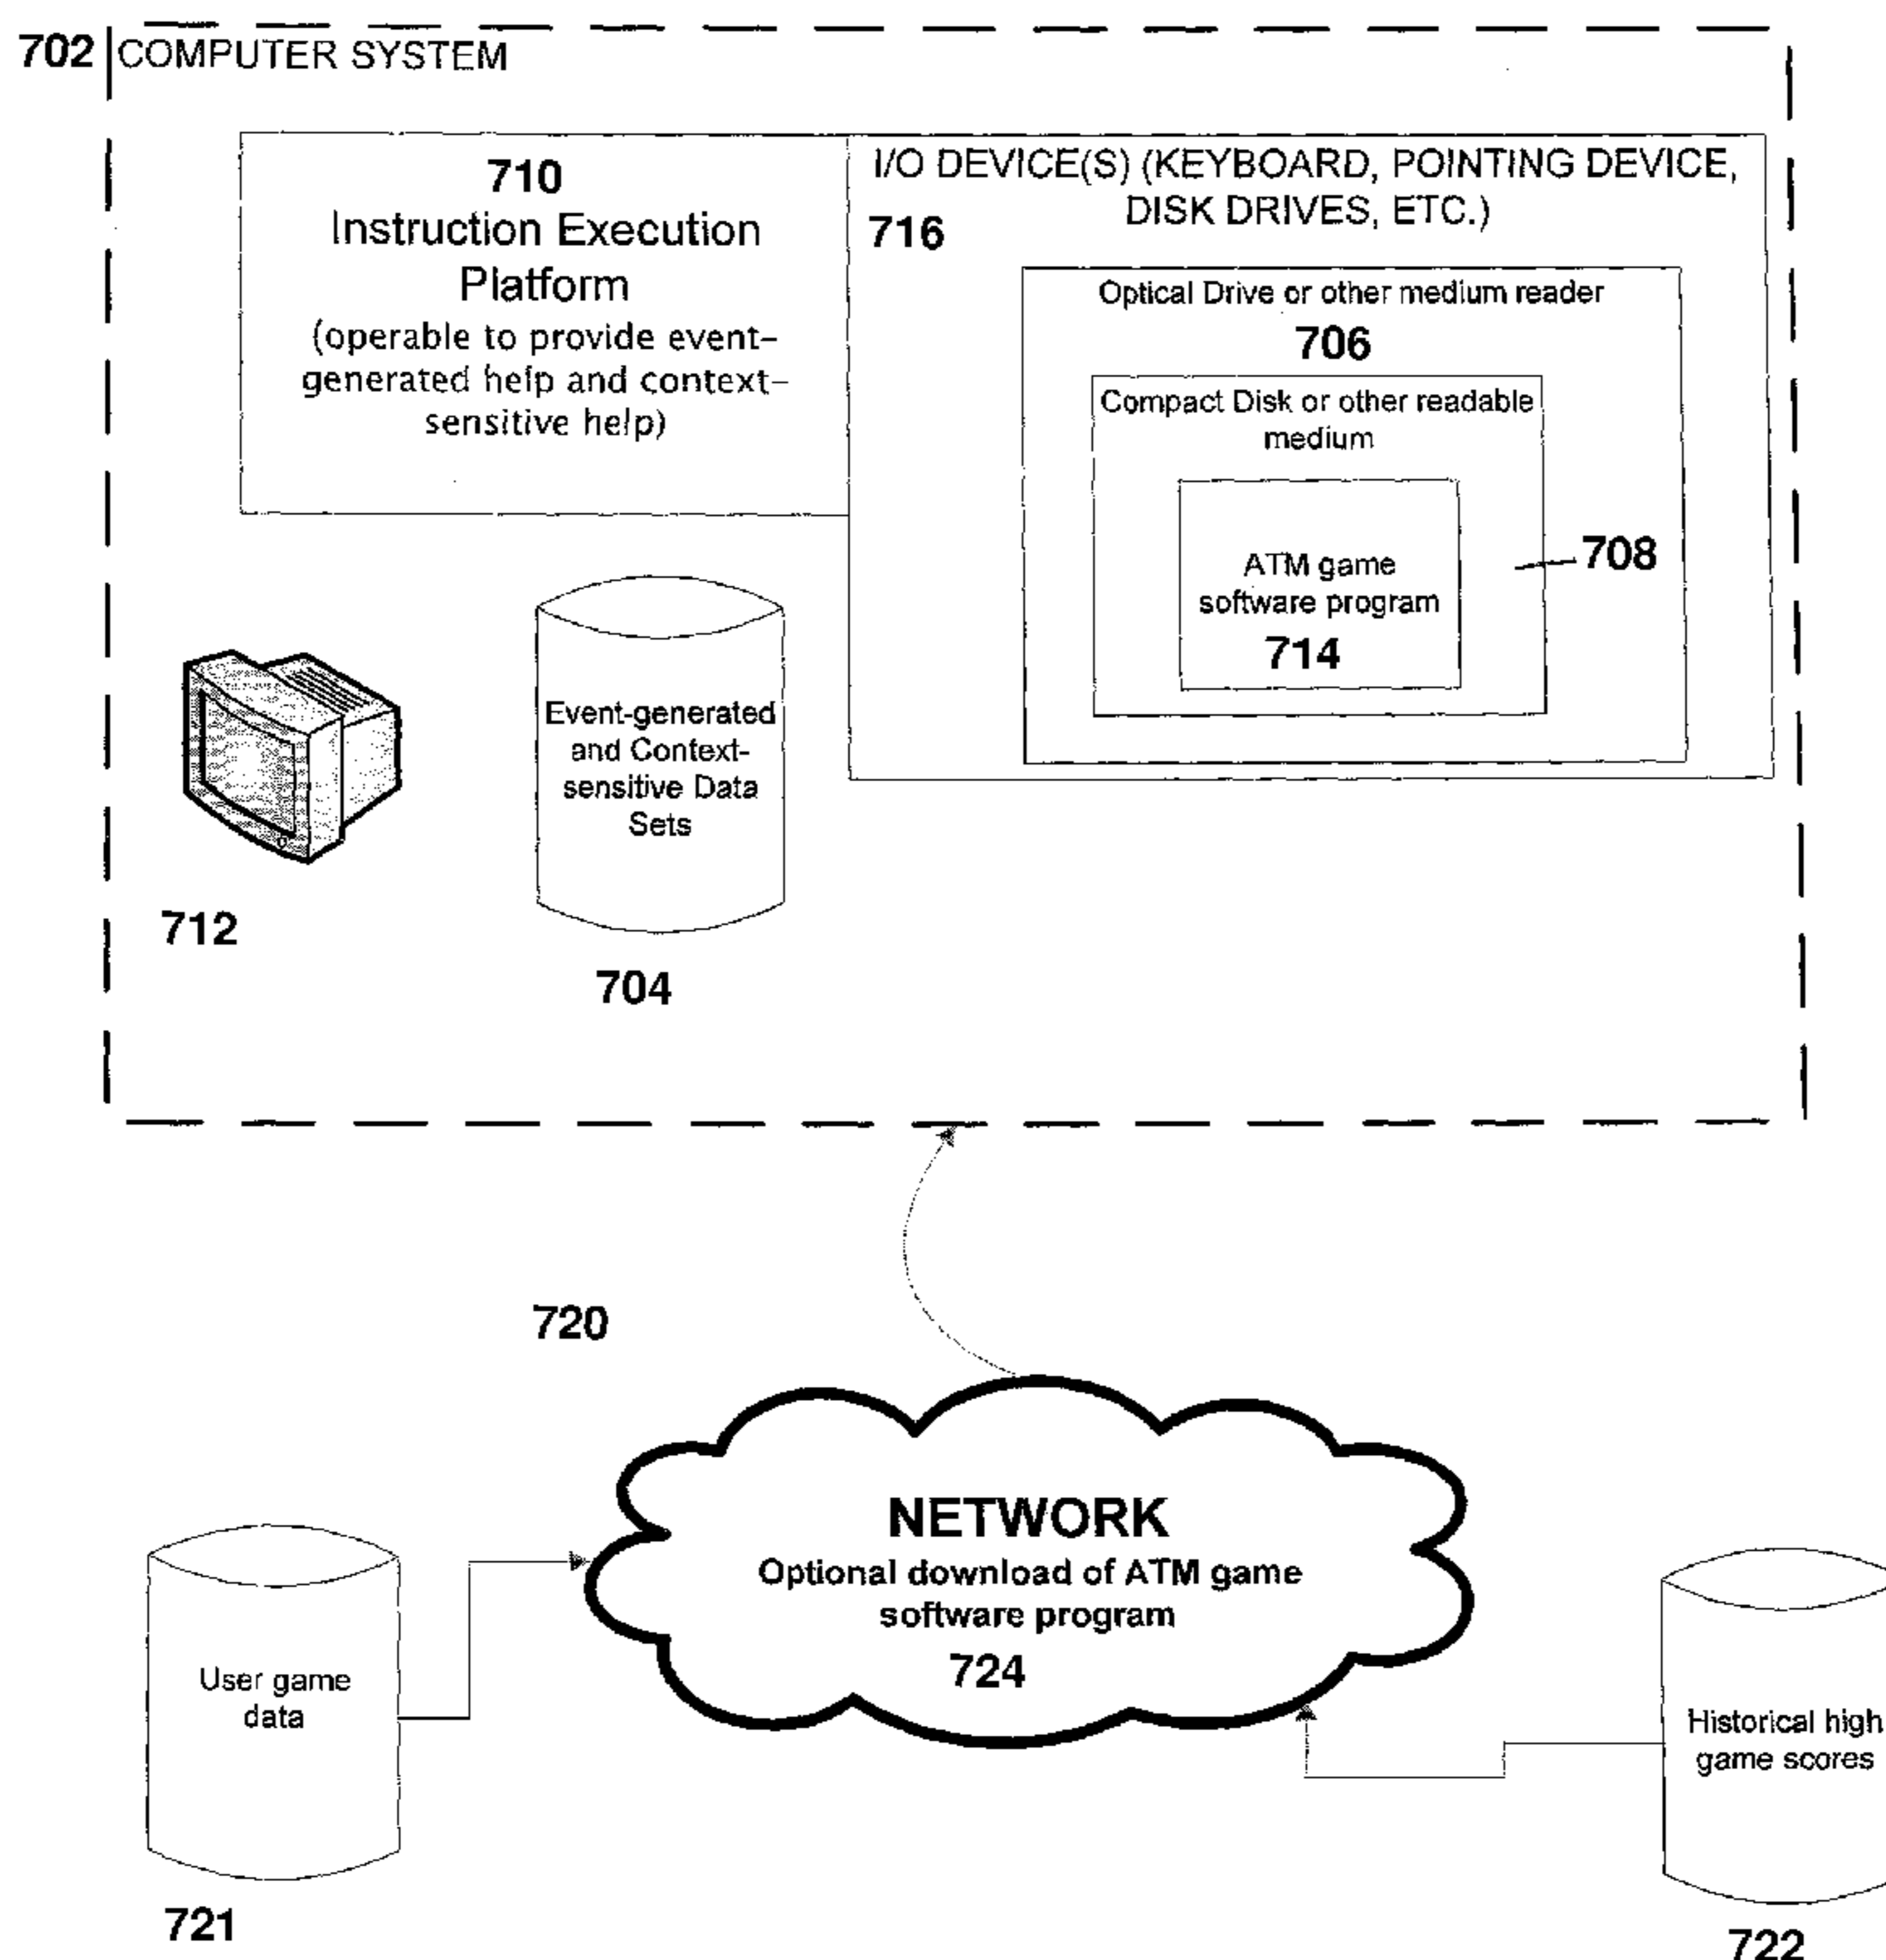 702 COMPUTER SYSTEM
710
Instruction Execution
Platform
(operable to provide event-
generated help and context-
sensitive help)
I/O DEVICE(S) (KEYBOARD, POINTING DEVICE,
DISK DRIVES, ETC.)
716
Optical Drive or other medium reader
706
Compact Disk or other readable
medium
708
ATM game
software program
714
Event-generated
and Context-
sensitive Data
Sets
712
704
720
NETWORK
Optional download of ATM game
software program
724
User game
data
721
Historical high
game scores
722